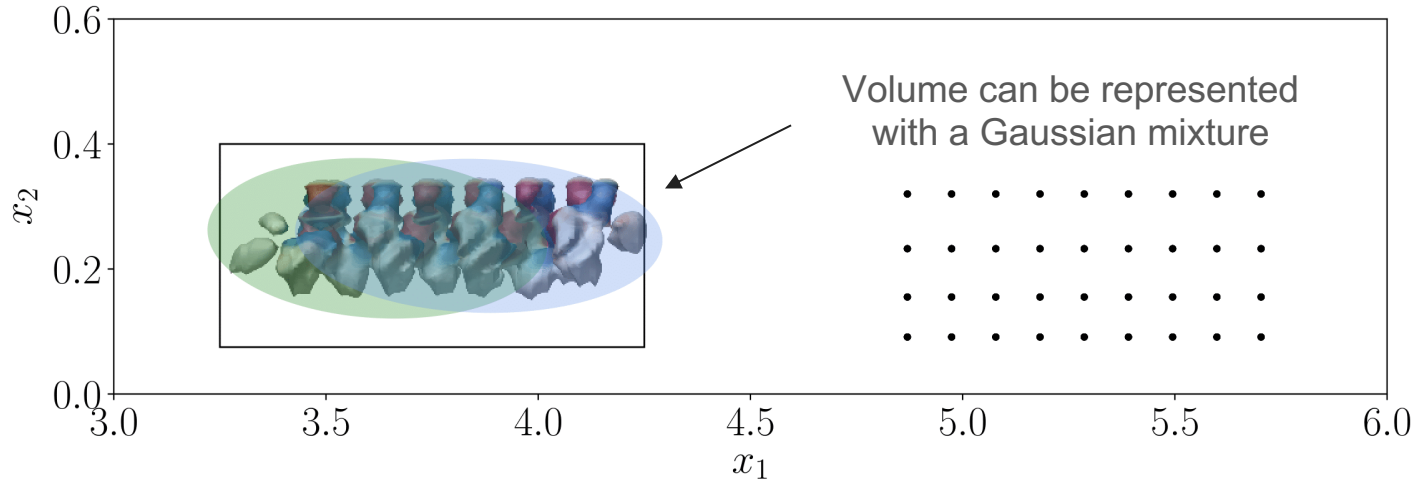 0.6
0.4
0.2
0.0
x₂
Volume can be represented
with a Gaussian mixture
3.0 3.5 4.0 4.5 5.0 5.5 6.0
x₁